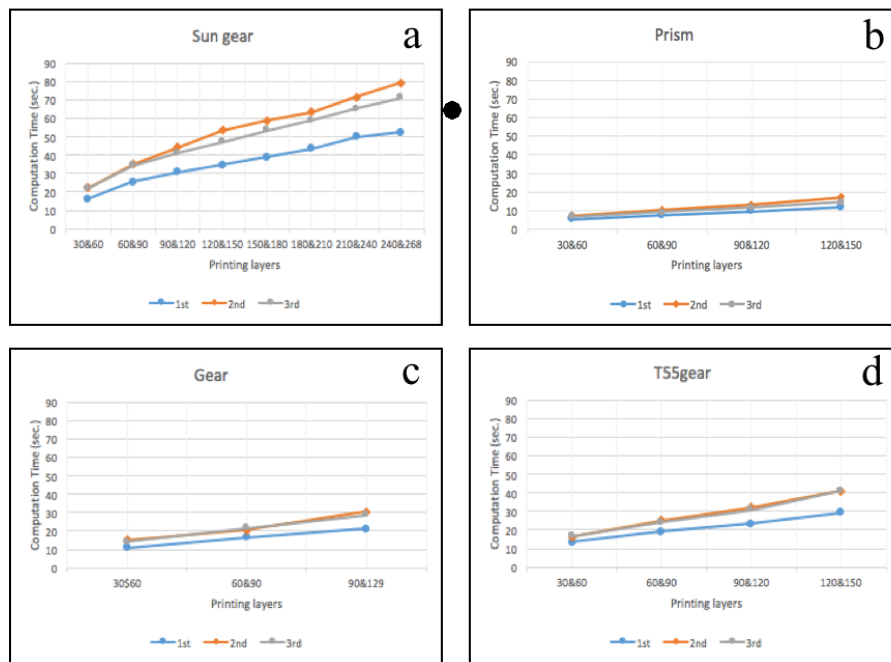 Sun gear
a
Computation Time (sec.)
90
80
70
60
50
40
30
20
10
0
30&60 60&90 90&120 120&150 150&180 180&210 210&240 240&268
Printing layers
1st 2nd 3rd
Prism
b
Computation Time (sec.)
90
80
70
60
50
40
30
20
10
0
30&60 60&90 90&120 120&150
Printing layers
1st 2nd 3rd
Gear
c
Computation Time (sec.)
90
80
70
60
50
40
30
20
10
0
30$60 60&90 90&129
Printing layers
1st 2nd 3rd
T55gear
d
Computation Time (sec.)
90
80
70
60
50
40
30
20
10
0
30&60 60&90 90&120 120&150
Printing layers
1st 2nd 3rd